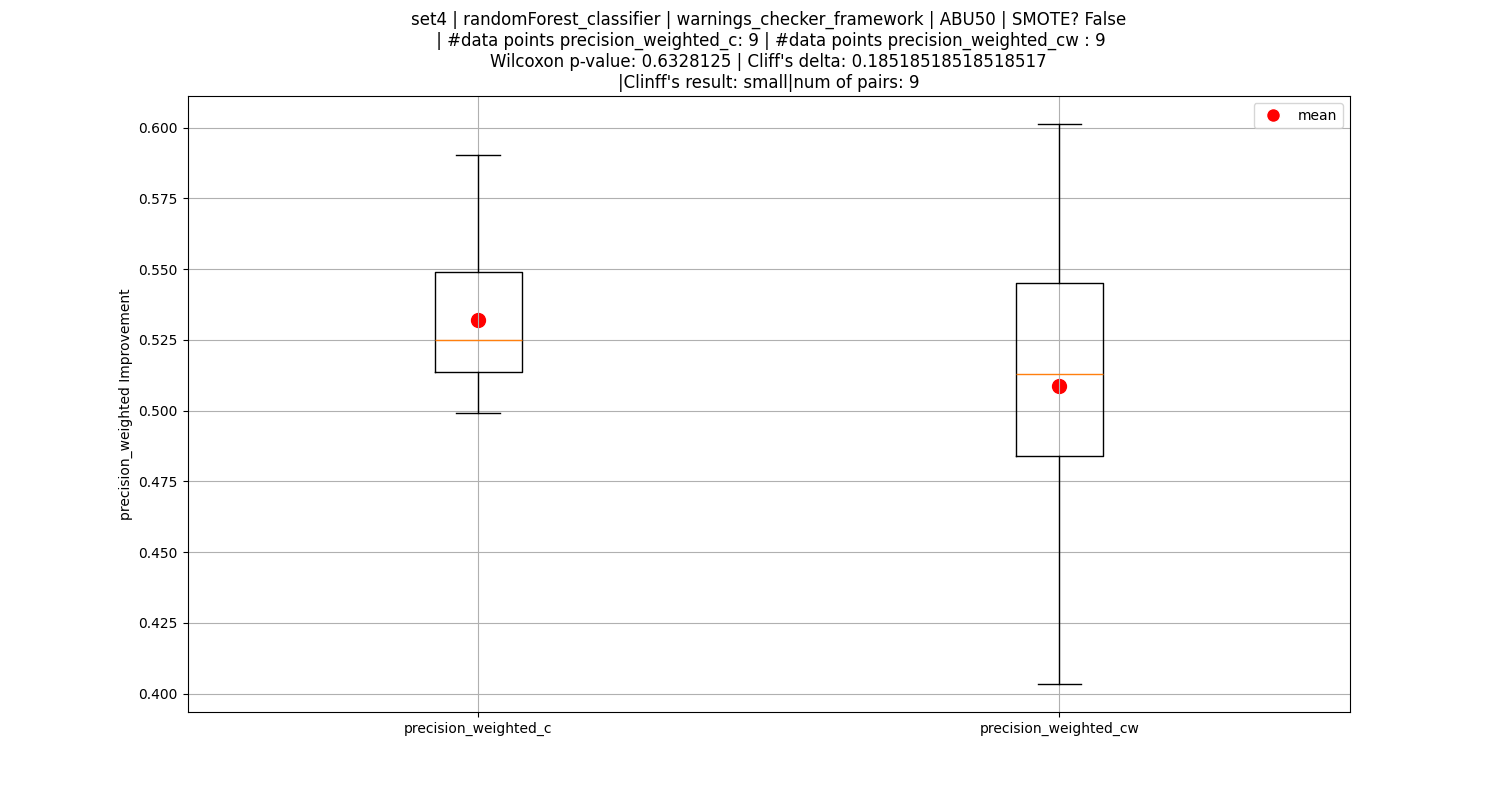 set4 | randomForest_classifier | warnings_checker_framework | ABU50 | SMOTE? False
| #data points precision_weighted_c: 9 | #data points precision_weighted_cw : 9
Wilcoxon p-value: 0.6328125 | Cliff's delta: 0.18518518518518517
|Clinff's result: small|num of pairs: 9
mean
0.600
0.575
0.550
0.525
0.500
0.475
0.450
0.425
0.400
precision_weighted Improvement
precision_weighted_c
precision_weighted_cw